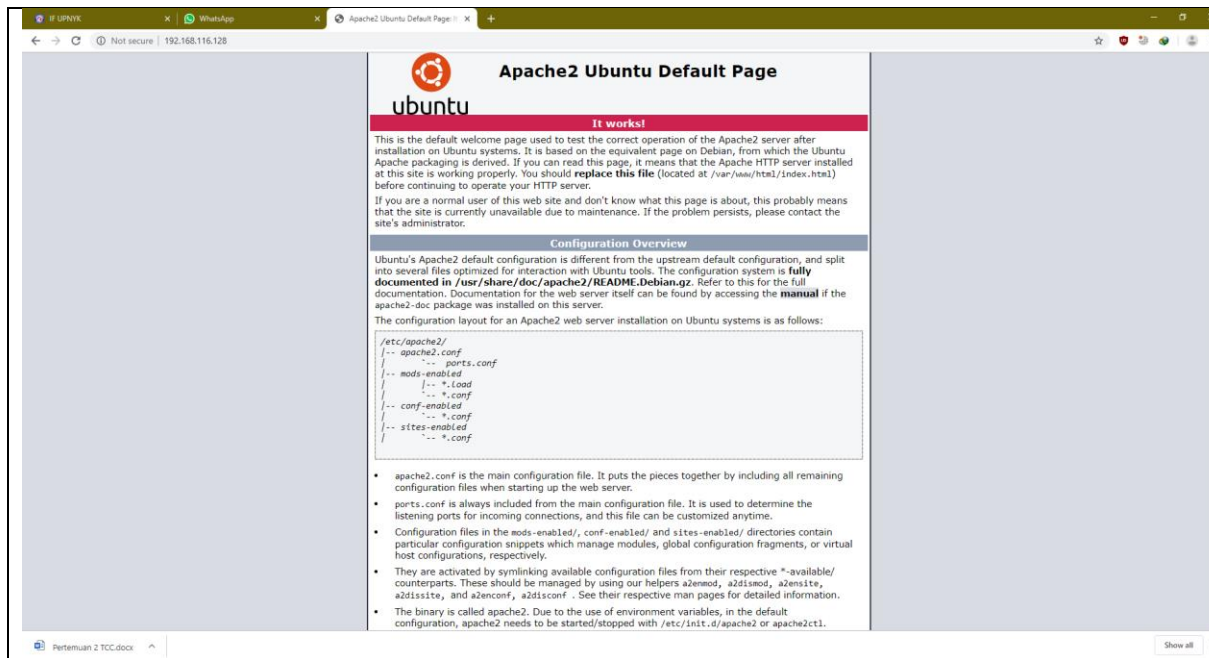 IF UPNYK
WhatsApp
Apache2 Ubuntu Default Page:
Not secure
192.168.116.128
ubuntu
Apache2 Ubuntu Default Page
It works!
This is the default welcome page used to test the correct operation of the Apache2 server after
installation on Ubuntu systems. It is based on the equivalent page on Debian, from which the Ubuntu
Apache packaging is derived. If you can read this page, it means that the Apache HTTP server installed
at this site is working properly. You should replace this file (located at /var/www/html/index.html)
before continuing to operate your HTTP server.
If you are a normal user of this web site and don't know what this page is about, this probably means
that the site is currently unavailable due to maintenance. If the problem persists, please contact the
site's administrator.
Configuration Overview
Ubuntu's Apache2 default configuration is different from the upstream default configuration, and split
into several files optimized for interaction with Ubuntu tools. The configuration system is fully
documented in /usr/share/doc/apache2/README.Debian.gz. Refer to this for the full
documentation. Documentation for the web server itself can be found by accessing the manual if the
apache2-doc package was installed on this server.
The configuration layout for an Apache2 web server installation on Ubuntu systems is as follows:
/etc/apache2/
|-- apache2.conf
|       `--  ports.conf
|-- mods-enabled
|       |-- *.load
|       `-- *.conf
|-- conf-enabled
|       `-- *.conf
|-- sites-enabled
|       `-- *.conf
• apache2.conf is the main configuration file. It puts the pieces together by including all remaining
configuration files when starting up the web server.
• ports.conf is always included from the main configuration file. It is used to determine the
listening ports for incoming connections, and this file can be customized anytime.
• Configuration files in the mods-enabled/, conf-enabled/ and sites-enabled/ directories contain
particular configuration snippets which manage modules, global configuration fragments, or virtual
host configurations, respectively.
• They are activated by symlinking available configuration files from their respective *-available/
counterparts. These should be managed by using our helpers a2enmod, a2dismod, a2ensite,
a2dissite, and a2enconf, a2disconf . See their respective man pages for detailed information.
• The binary is called apache2. Due to the use of environment variables, in the default
configuration, apache2 needs to be started/stopped with /etc/init.d/apache2 or apache2ctl.
Pertemuan 2 TCC.docx
Show all